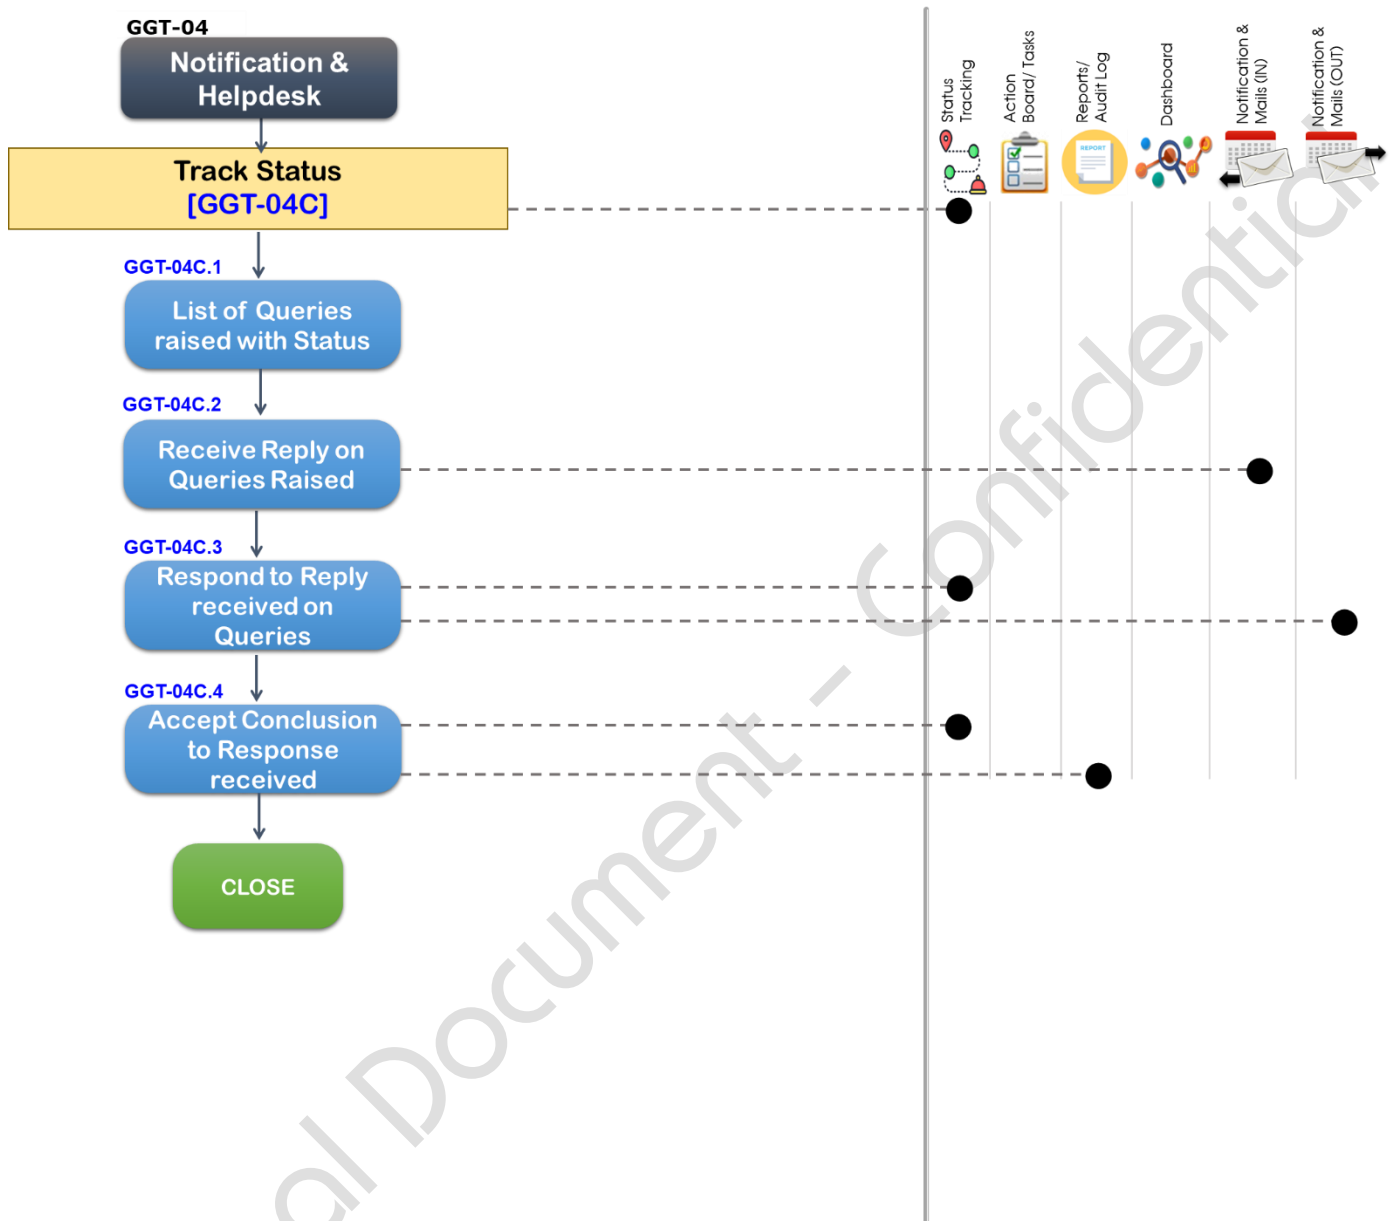 GGT-04
Notification &
Helpdesk
Track Status
[GGT-04C]
GGT-04C.1
List of Queries
raised with Status
GGT-04C.2
Receive Reply on
Queries Raised
GGT-04C.3
Respond to Reply
received on
Queries
GGT-04C.4
Accept Conclusion
to Response
received
CLOSE
Status
Tracking
Action
Board/ Tasks
Reports/
Audit Log
Dashboard
Notification &
Mails (IN)
Notification &
Mails (OUT)
REPORT
al Document - Confidential